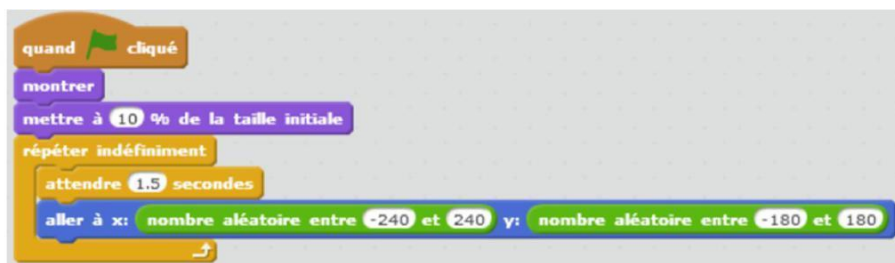 quand cliqué
montrer
mettre à 10 % de la taille initiale
répéter indéfiniment
attendre 1.5 secondes
aller à x: nombre aléatoire entre -240 et 240 y: nombre aléatoire entre -180 et 180